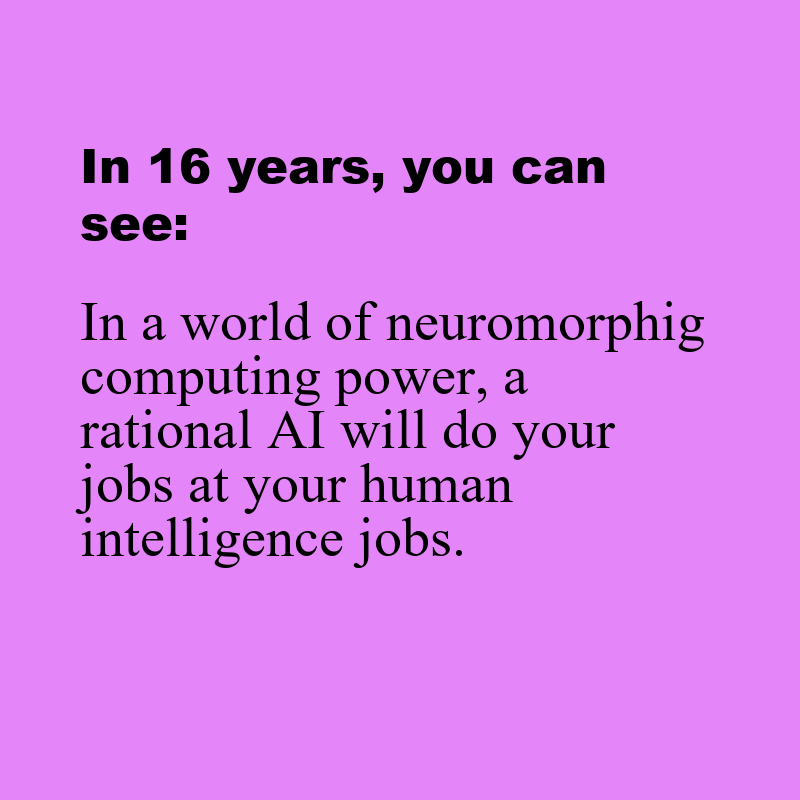 In 16 years, you can
see:
In a world of neuromorphig
computing power, a
rational AI will do your
jobs at your human
intelligence jobs.